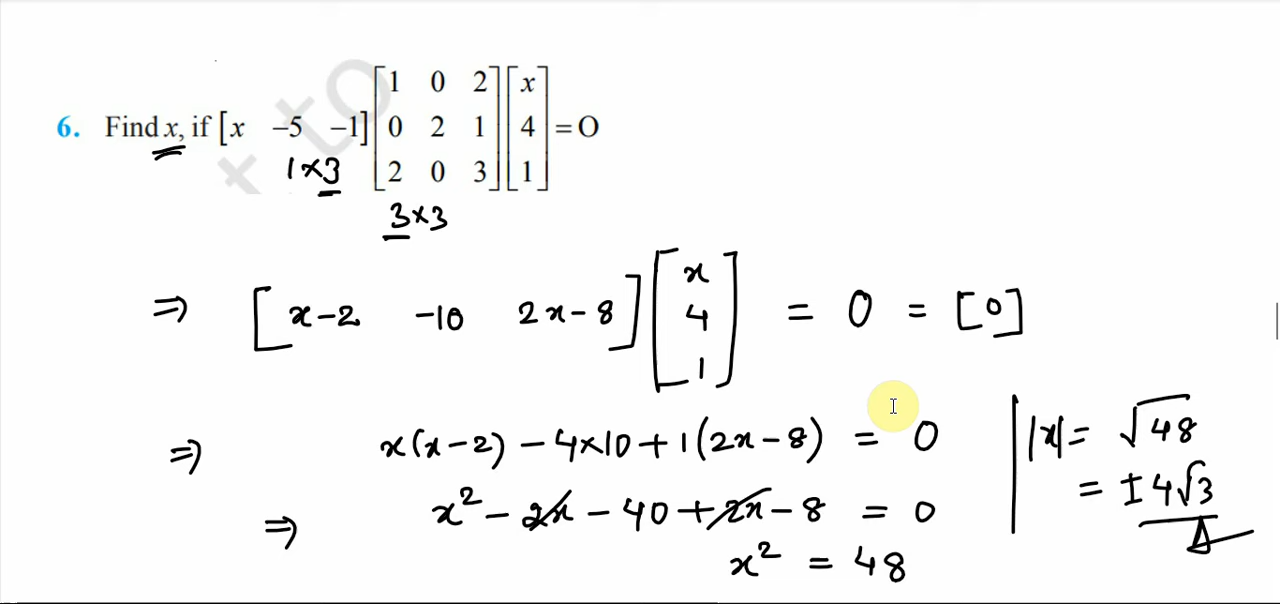 6. Find x, if [x −5 −1] [1 0 2; 0 2 1; 2 0 3] [x; 4; 1] = O
1×3
3×3
⇒ [x−2 −10 2x−8] [x; 4; 1] = 0 = [0]
⇒ x(x−2) − 4×10 + 1(2x−8) = 0
⇒ x² − 2x − 40 + 2x − 8 = 0
x² = 48
|x| = √48
= ±4√3
t to